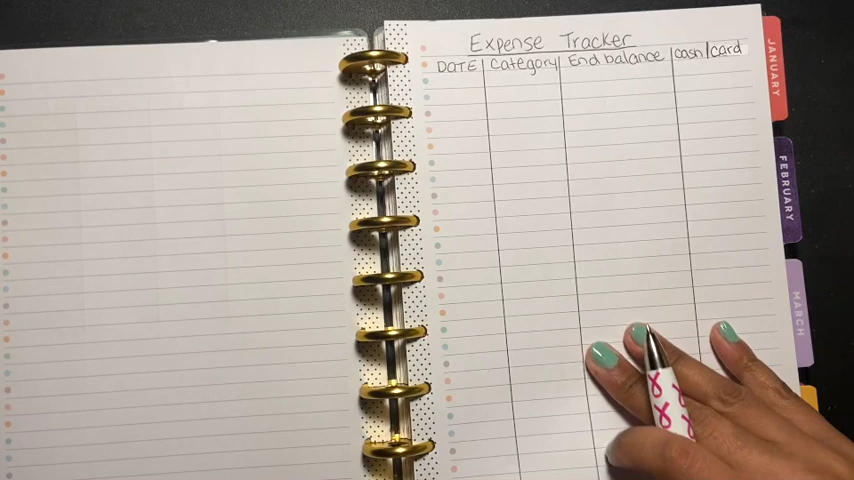 Expense Tracker
DATE Category End balance cash/card
JANUARY
FEBRUARY
MARCH